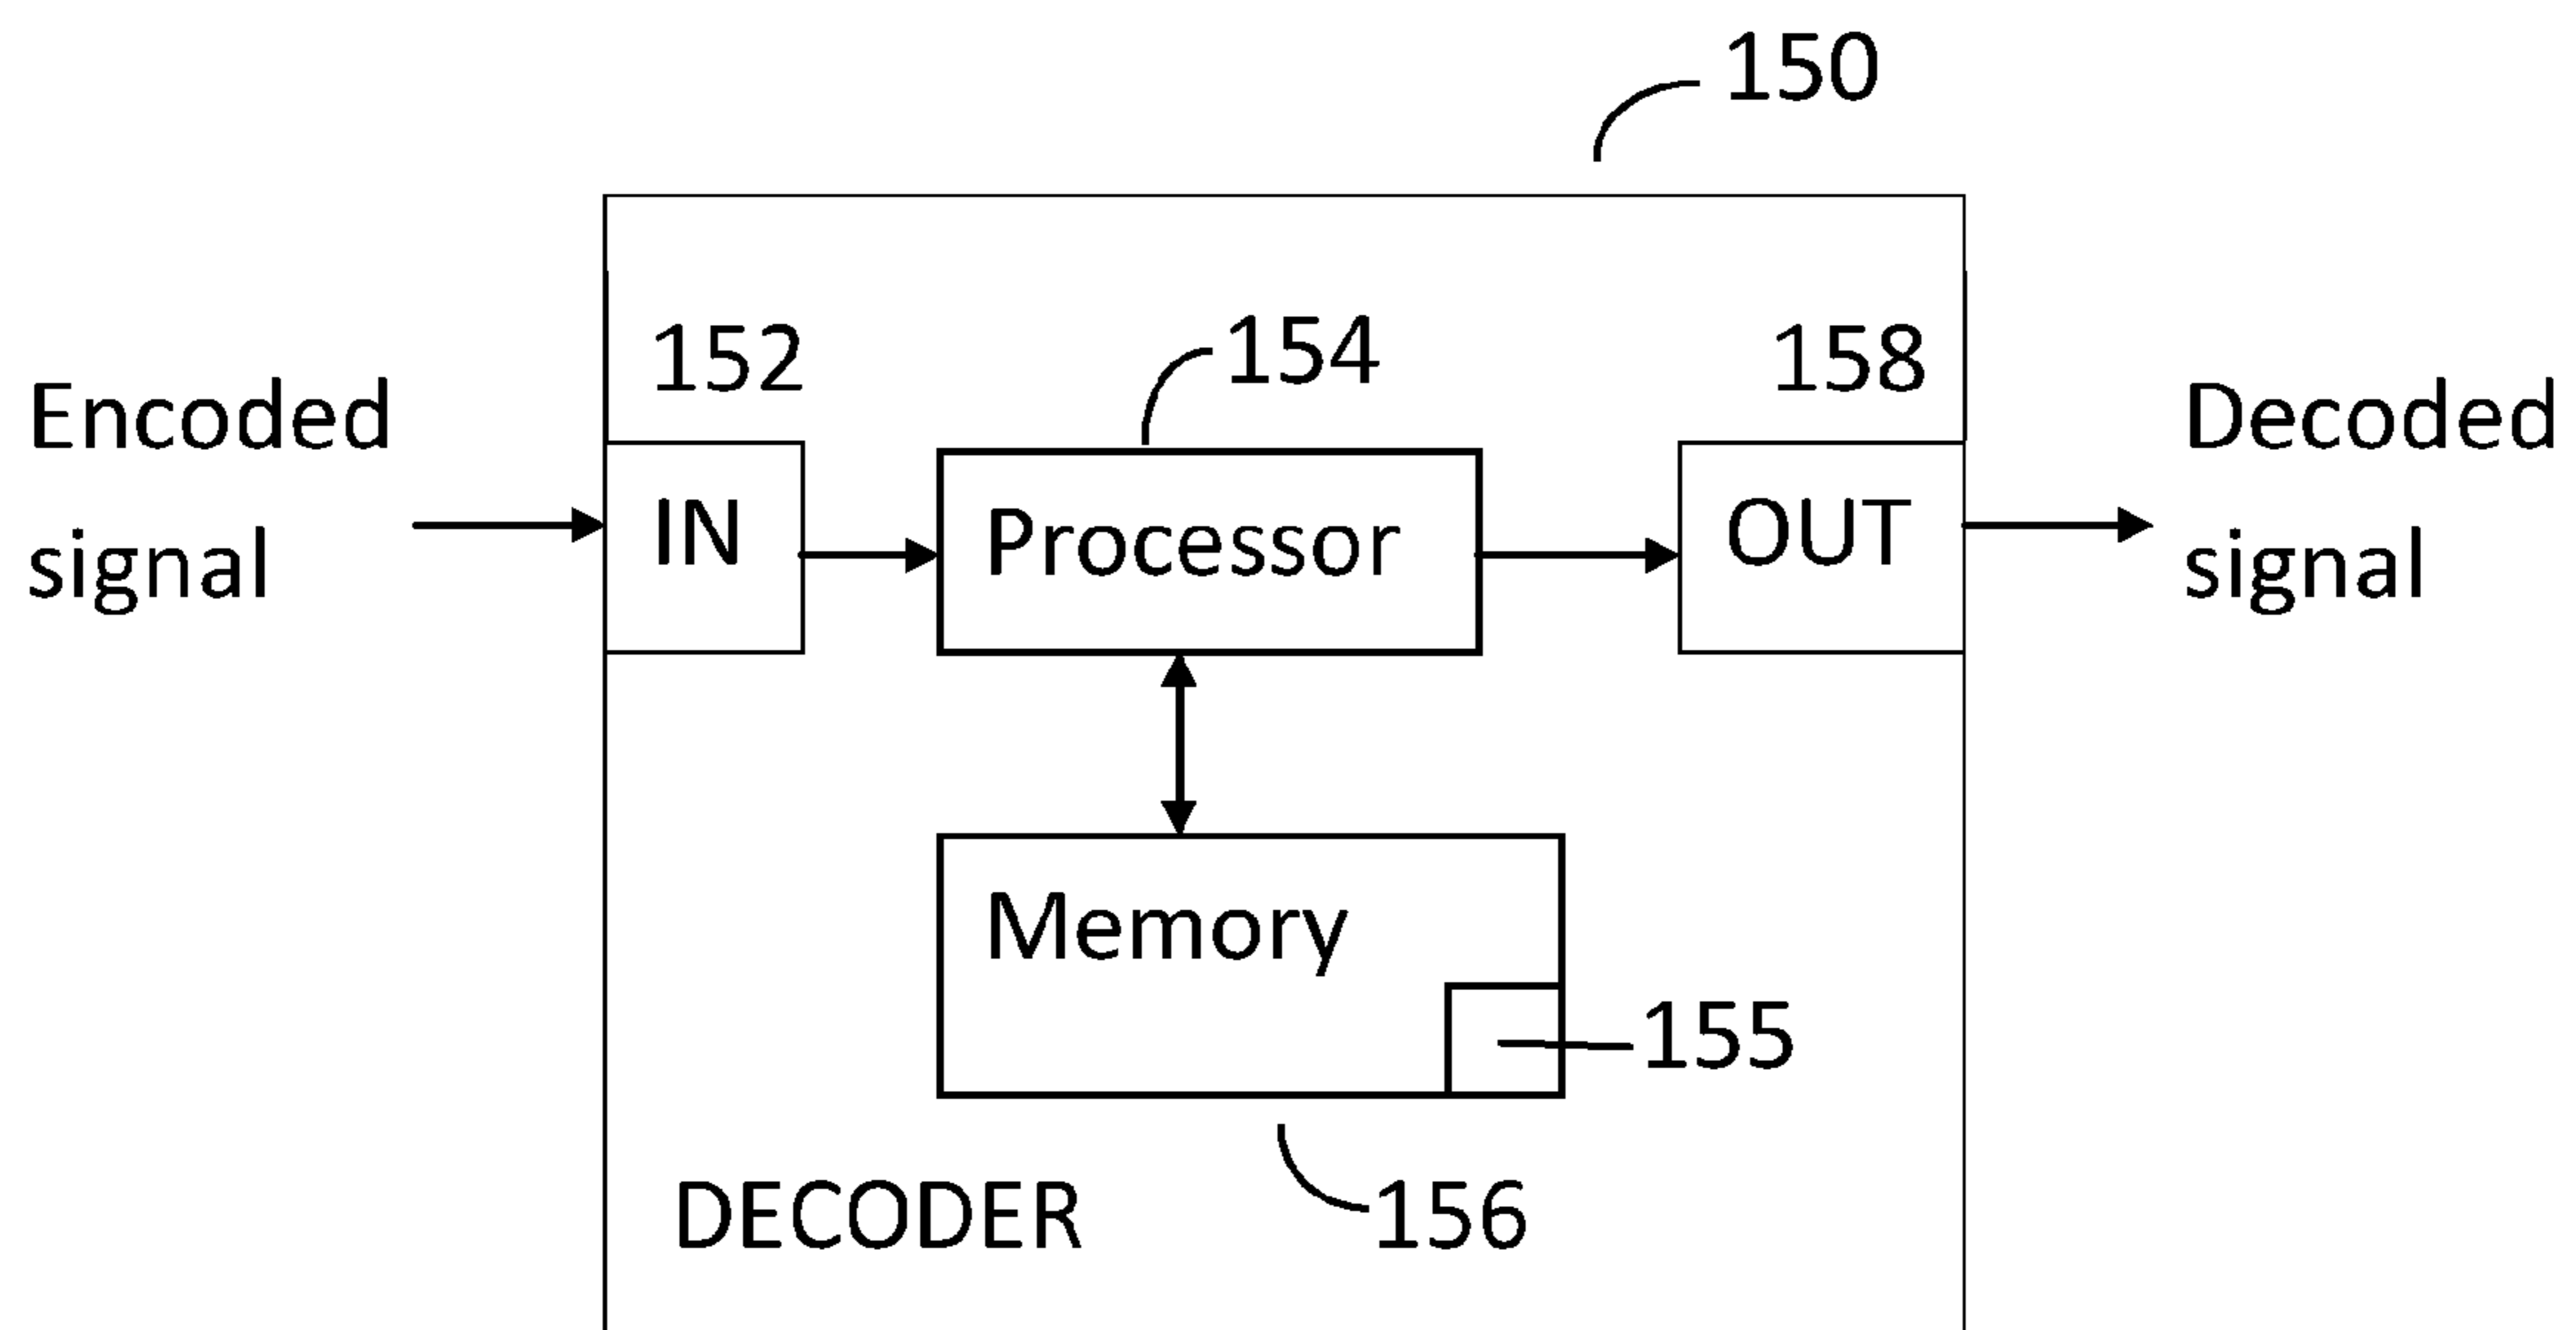 150
152
154
158
Encoded
signal
IN
Processor
OUT
Decoded
signal
Memory
155
DECODER
156